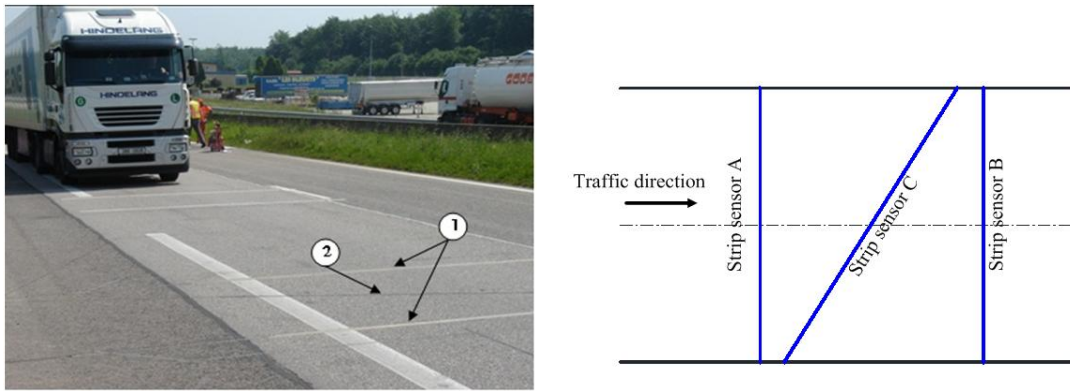 HINDELANG
HINDELANG
1
2
Traffic direction
Strip sensor A
Strip sensor C
Strip sensor B